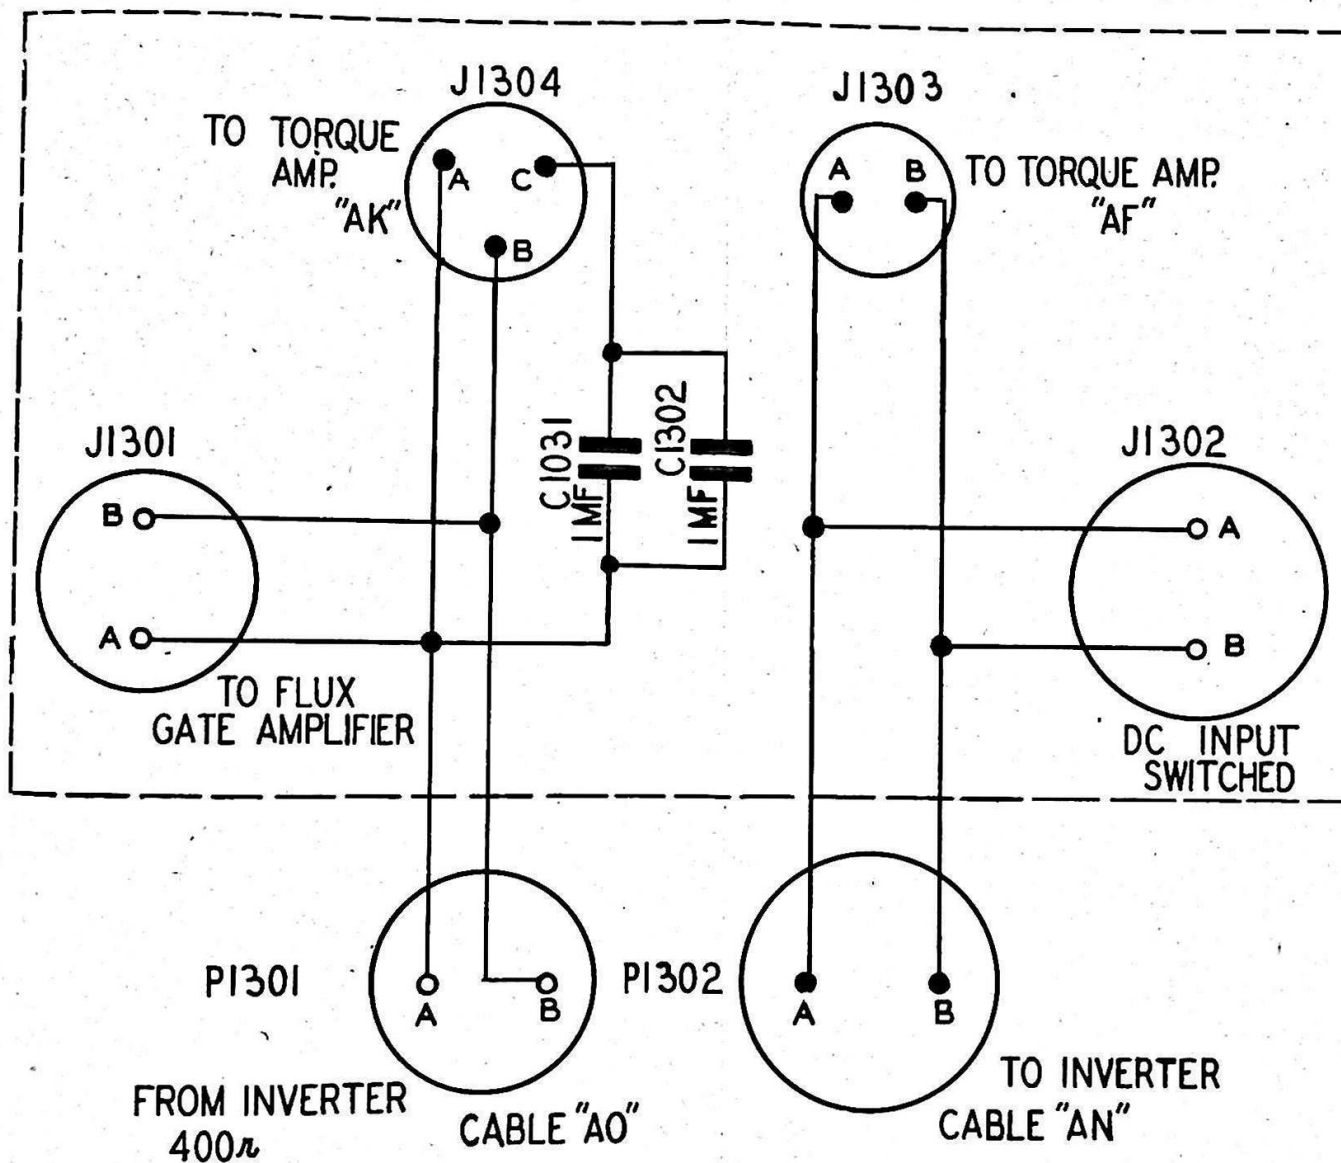 J1304
TO TORQUE
AMP.
"AK"
A
C
B
J1303
A B
TO TORQUE AMP.
"AF"
J1301
B
A
TO FLUX
GATE AMPLIFIER
C1031
1MF
C1302
1MF
J1302
A
B
DC INPUT
SWITCHED
P1301
A
B
FROM INVERTER
400~
CABLE "AO"
P1302
A
B
TO INVERTER
CABLE "AN"